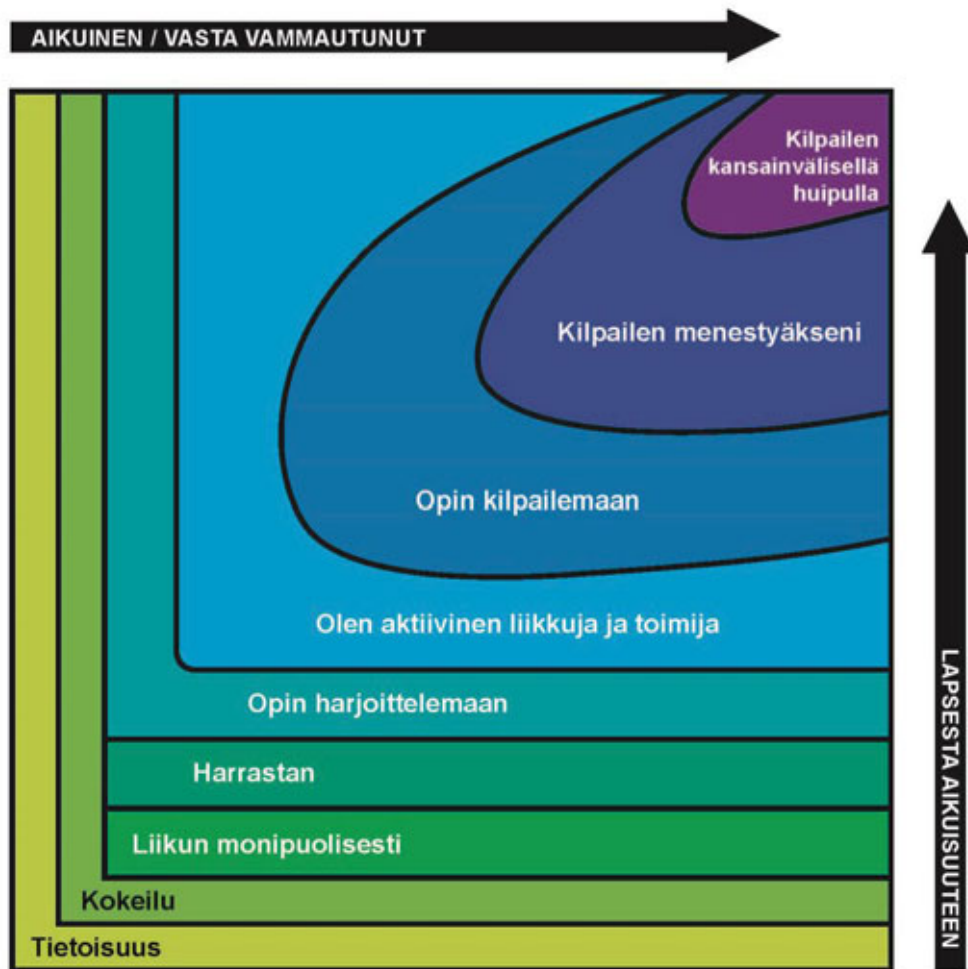 AIKUINEN / VASTA VAMMAUTUNUT
Kilpailen
kansainvälisellä
huipulla
Kilpailen menestyäkseni
Opin kilpailemaan
Olen aktiivinen liikkuja ja toimija
Opin harjoittelemaan
Harrastan
Liikun monipuolisesti
Kokeilu
Tietoisuus
LAPSESTA AIKUISUUTEEN